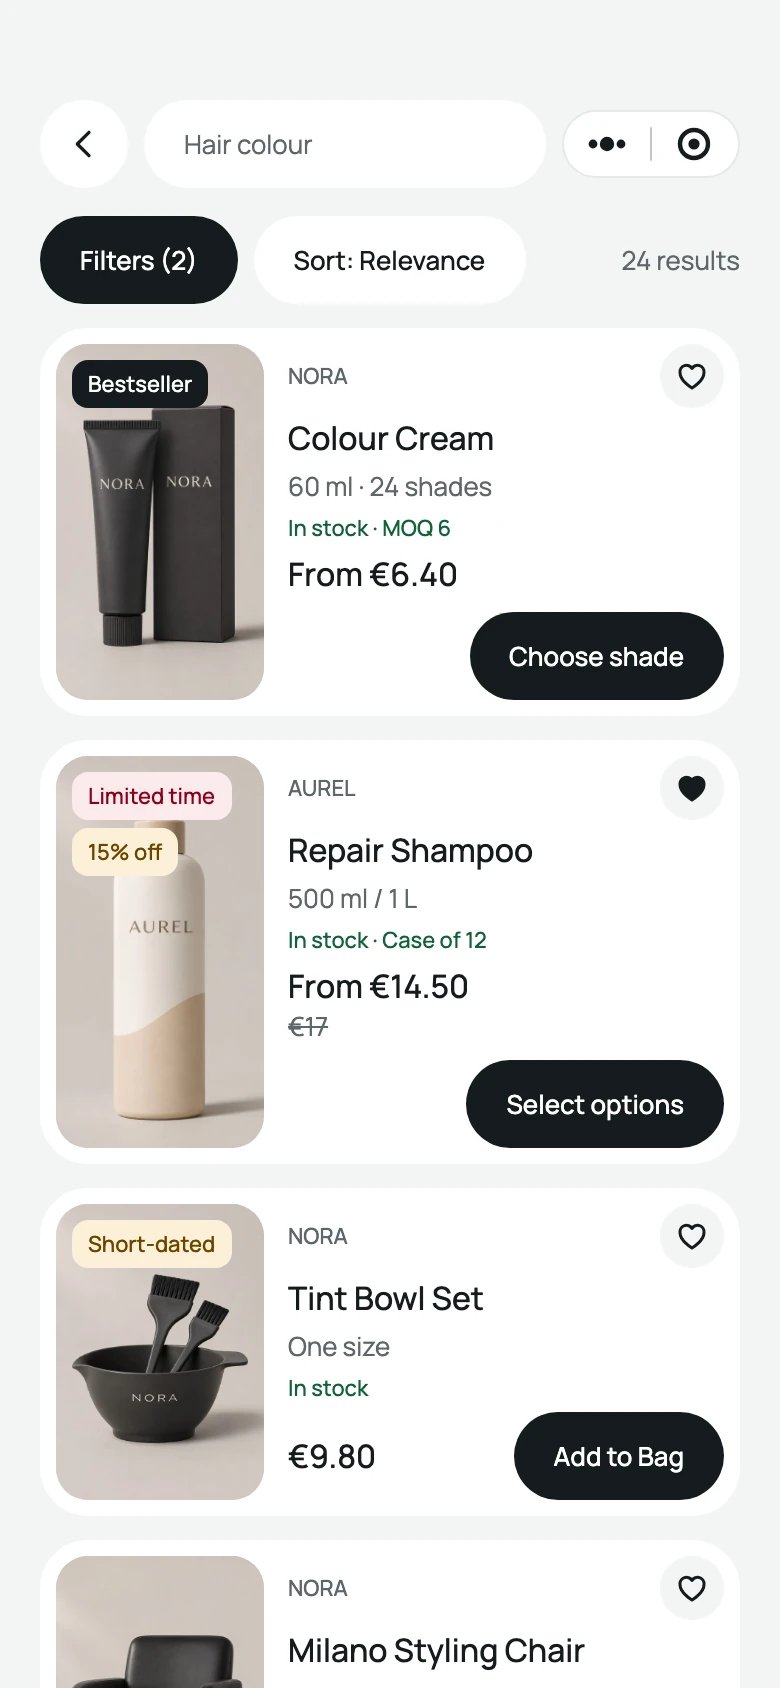 Hair colour
Filters (2)
Sort: Relevance
24 results
Bestseller
NORA
NORA
NORA
Colour Cream
60 ml · 24 shades
In stock · MOQ 6
From €6.40
Choose shade
Limited time
15% off
AUREL
AUREL
Repair Shampoo
500 ml / 1 L
In stock · Case of 12
From €14.50
€17
Select options
Short-dated
NORA
NORA
Tint Bowl Set
One size
In stock
€9.80
Add to Bag
NORA
Milano Styling Chair